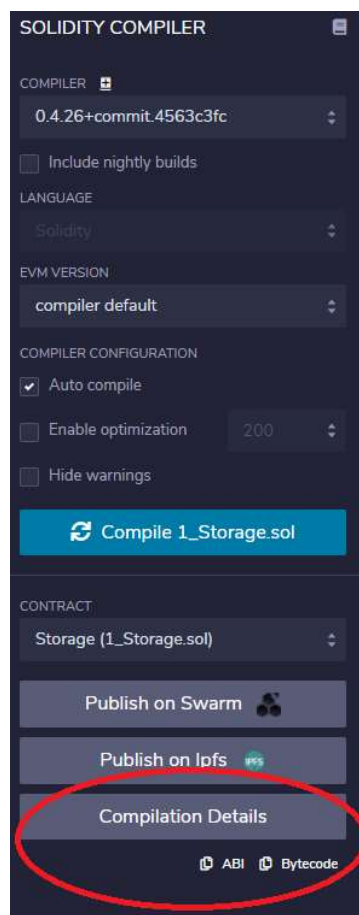 SOLIDITY COMPILER
COMPILER
0.4.26+commit.4563c3fc
Include nightly builds
LANGUAGE
Solidity
EVM VERSION
compiler default
COMPILER CONFIGURATION
Auto compile
Enable optimization 200
Hide warnings
Compile 1_Storage.sol
CONTRACT
Storage (1_Storage.sol)
Publish on Swarm
Publish on Ipfs IPFS
Compilation Details
ABI Bytecode